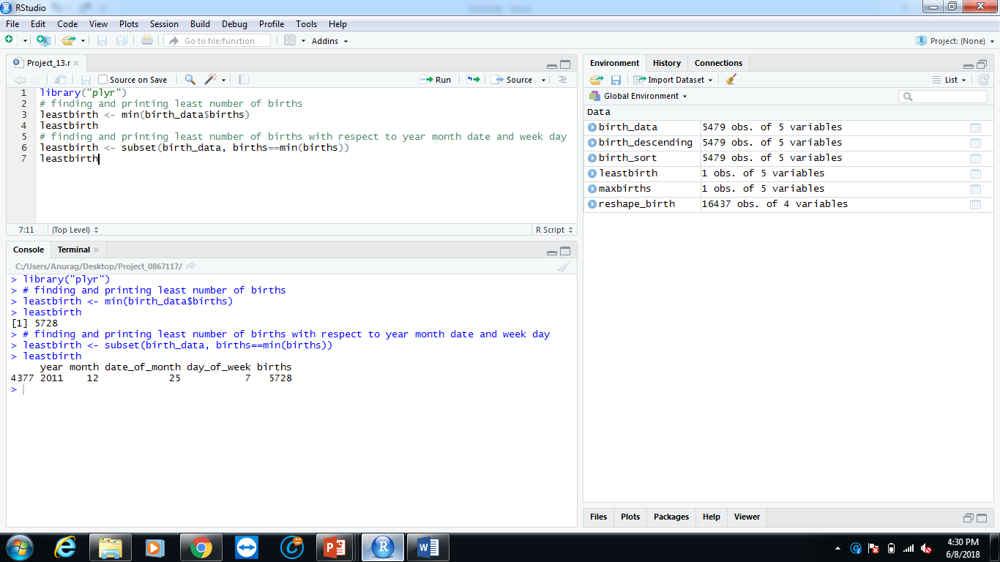 RStudio
File Edit Code View Plots Session Build Debug Profile Tools Help
Go to file/function Addins Project: (None)
Project_13.r
Source on Save Run Source
1 library("plyr")
2 # finding and printing least number of births
3 leastbirth <- min(birth_data$births)
4 leastbirth
5 # finding and printing least number of births with respect to year month date and week day
6 leastbirth <- subset(birth_data, births==min(births))
7 leastbirth
7:11 (Top Level) R Script
Console Terminal
C:/Users/Anurag/Desktop/Project_0867117/
> library("plyr")
> # finding and printing least number of births
> leastbirth <- min(birth_data$births)
> leastbirth
[1] 5728
> # finding and printing least number of births with respect to year month date and week day
> leastbirth <- subset(birth_data, births==min(births))
> leastbirth
year month date_of_month day_of_week births
4377 2011 12 25 7 5728
>
Environment History Connections
Import Dataset List
Global Environment
Data
birth_data 5479 obs. of 5 variables
birth_descending 5479 obs. of 5 variables
birth_sort 5479 obs. of 5 variables
leastbirth 1 obs. of 5 variables
maxbirths 1 obs. of 5 variables
reshape_birth 16437 obs. of 4 variables
Files Plots Packages Help Viewer
4:30 PM
6/8/2018